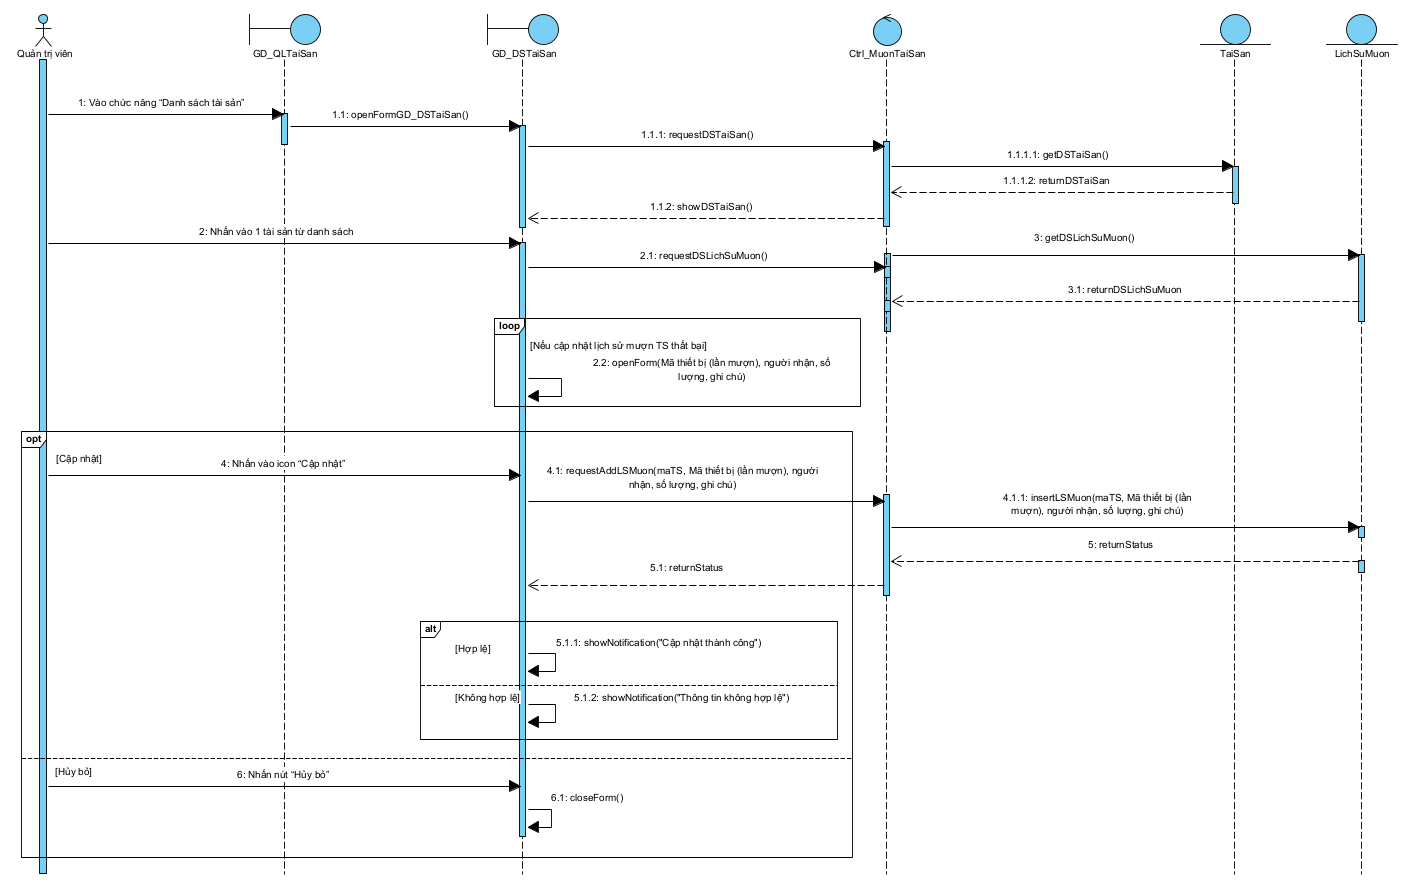 Quản trị viên
GD_QLTaiSan
GD_DSTaiSan
Ctrl_MuonTaiSan
TaiSan
LichSuMuon
1: Vào chức năng “Danh sách tài sản”
1.1: openFormGD_DSTaiSan()
1.1.1: requestDSTaiSan()
1.1.1.1: getDSTaiSan()
1.1.1.2: returnDSTaiSan
1.1.2: showDSTaiSan()
2: Nhấn vào 1 tài sản từ danh sách
3: getDSLichSuMuon()
2.1: requestDSLichSuMuon()
3.1: returnDSLichSuMuon
loop
[Nếu cập nhật lịch sử mượn TS thất bại]
2.2: openForm(Mã thiết bị (lần mượn), người nhận, số
lượng, ghi chú)
opt
[Cập nhật]
4: Nhấn vào icon “Cập nhật”
4.1: requestAddLSMuon(maTS, Mã thiết bị (lần mượn), người
nhận, số lượng, ghi chú)
4.1.1: insertLSMuon(maTS, Mã thiết bị (lần
mượn), người nhận, số lượng, ghi chú)
5: returnStatus
5.1: returnStatus
alt
[Hợp lệ]
5.1.1: showNotification("Cập nhật thành công")
[Không hợp lệ]
5.1.2: showNotification("Thông tin không hợp lệ")
[Hủy bỏ]
6: Nhấn nút “Hủy bỏ”
6.1: closeForm()